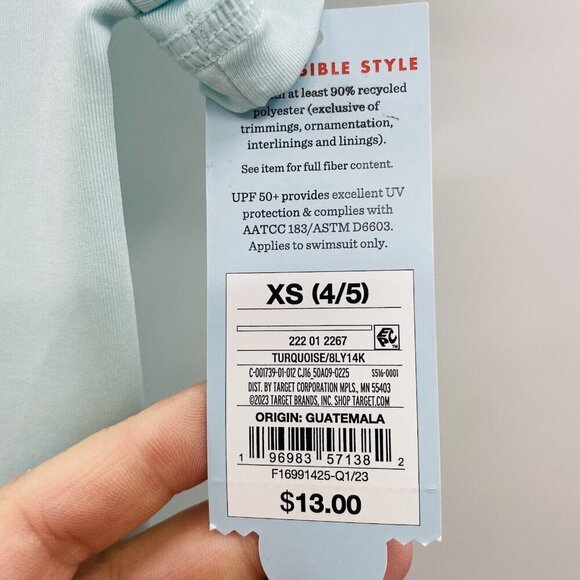 SIBLE STYLE
at least 90% recycled
polyester (exclusive of
trimmings, ornamentation,
interlinings and linings).
See item for full fiber content.
UPF 50+ provides excellent UV
protection & complies with
AATCC 183/ASTM D6603.
Applies to swimsuit only.
XS (4/5)
222 01 2267
TM
TURQUOISE/8LY14K
C-001739-01-012 CJ16_50A09-0225 S516-0001
DIST. BY TARGET CORPORATION MPLS., MN 55403
©2023 TARGET BRANDS, INC. SHOP TARGET.COM
ORIGIN: GUATEMALA
1 96983 57138 2
F16991425-Q1/23
$13.00